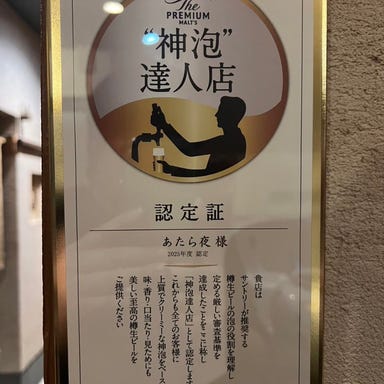 The
PREMIUM
MALT'S
“神泡”
達人店
認定証
あたら夜 様
2025年度 認定
貴店は
サントリーが推奨する
樽生ビールの泡の役割を理解し
定める厳しい審査基準を
達成したことをここに称し
「神泡達人店」として認定します
これからも全てのお客様に
上質でクリーミーな神泡をベースに
味・香り・口当たり・見ためにも
美しい至高の樽生ビールを
ご提供ください